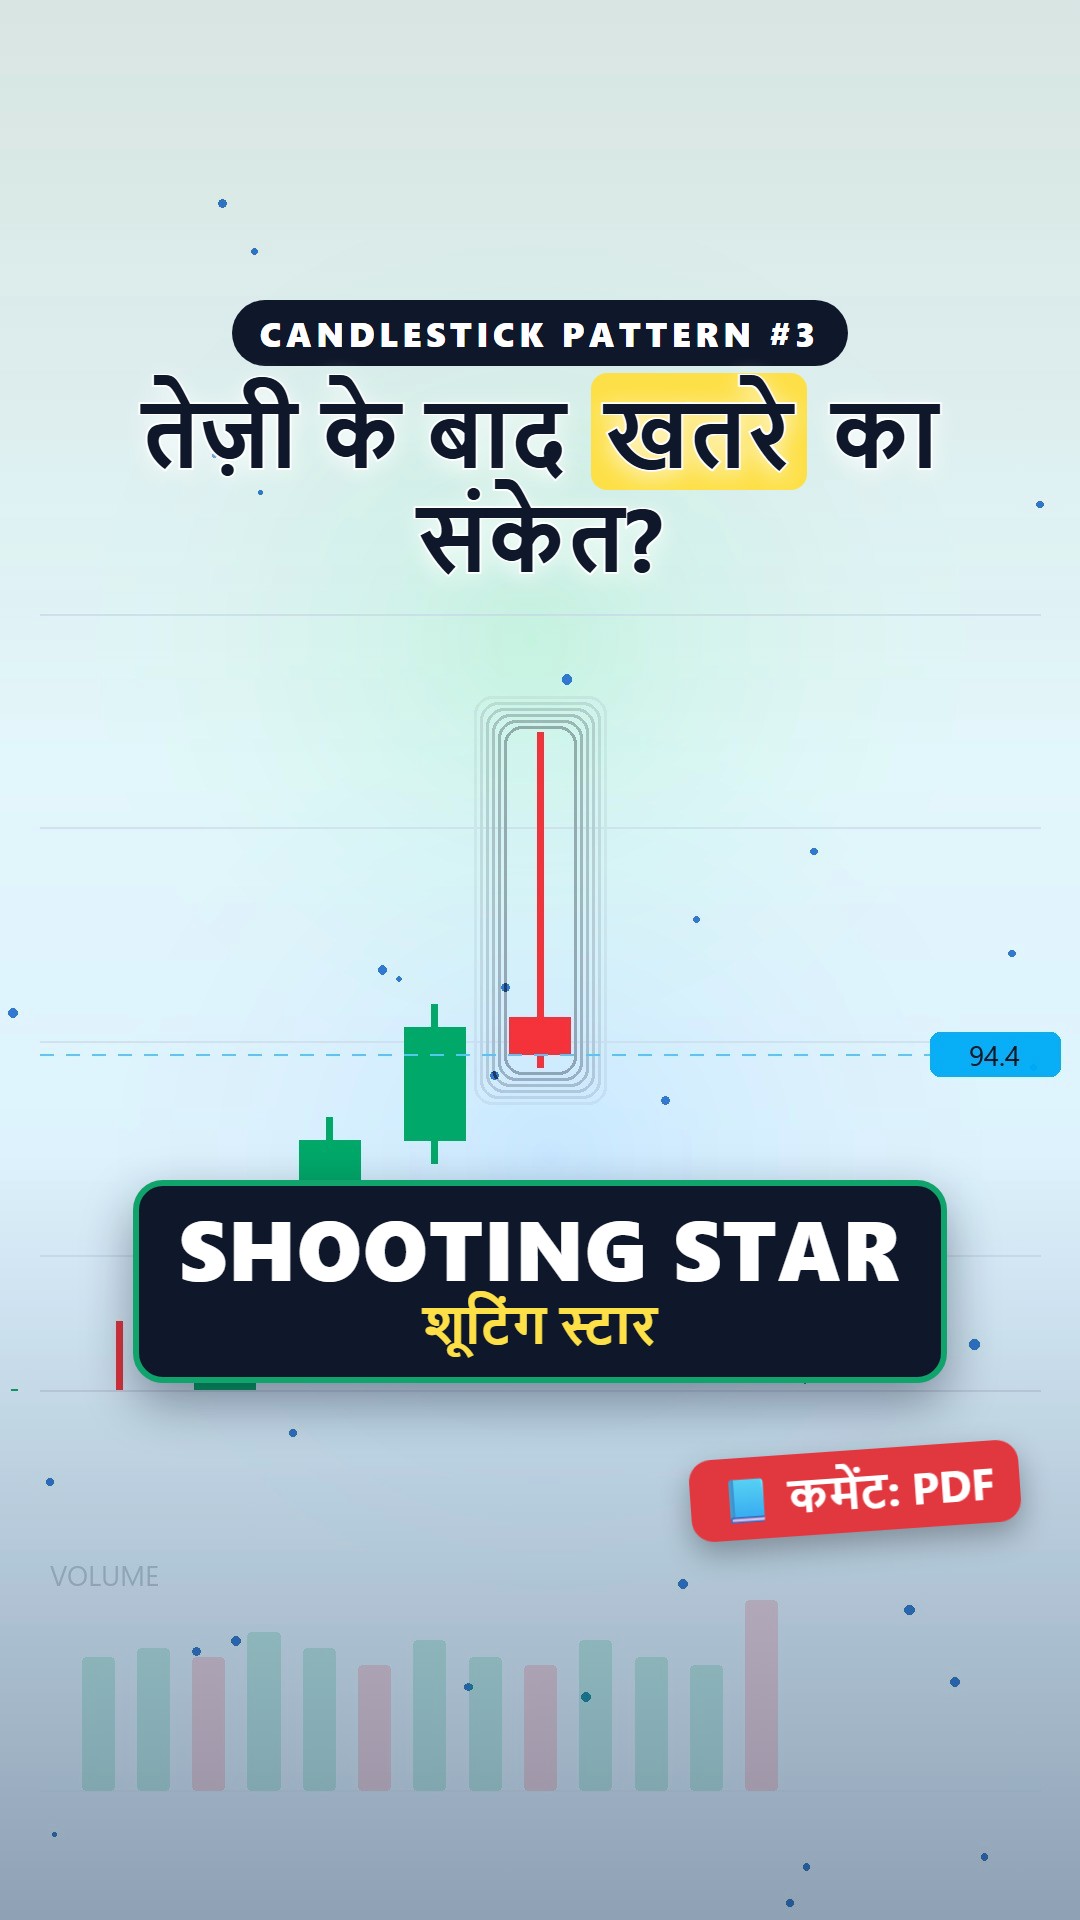 CANDLESTICK PATTERN #3
तेज़ी के बाद खतरे का
संकेत?
94.4
SHOOTING STAR
शूटिंग स्टार
कमेंट: PDF
VOLUME